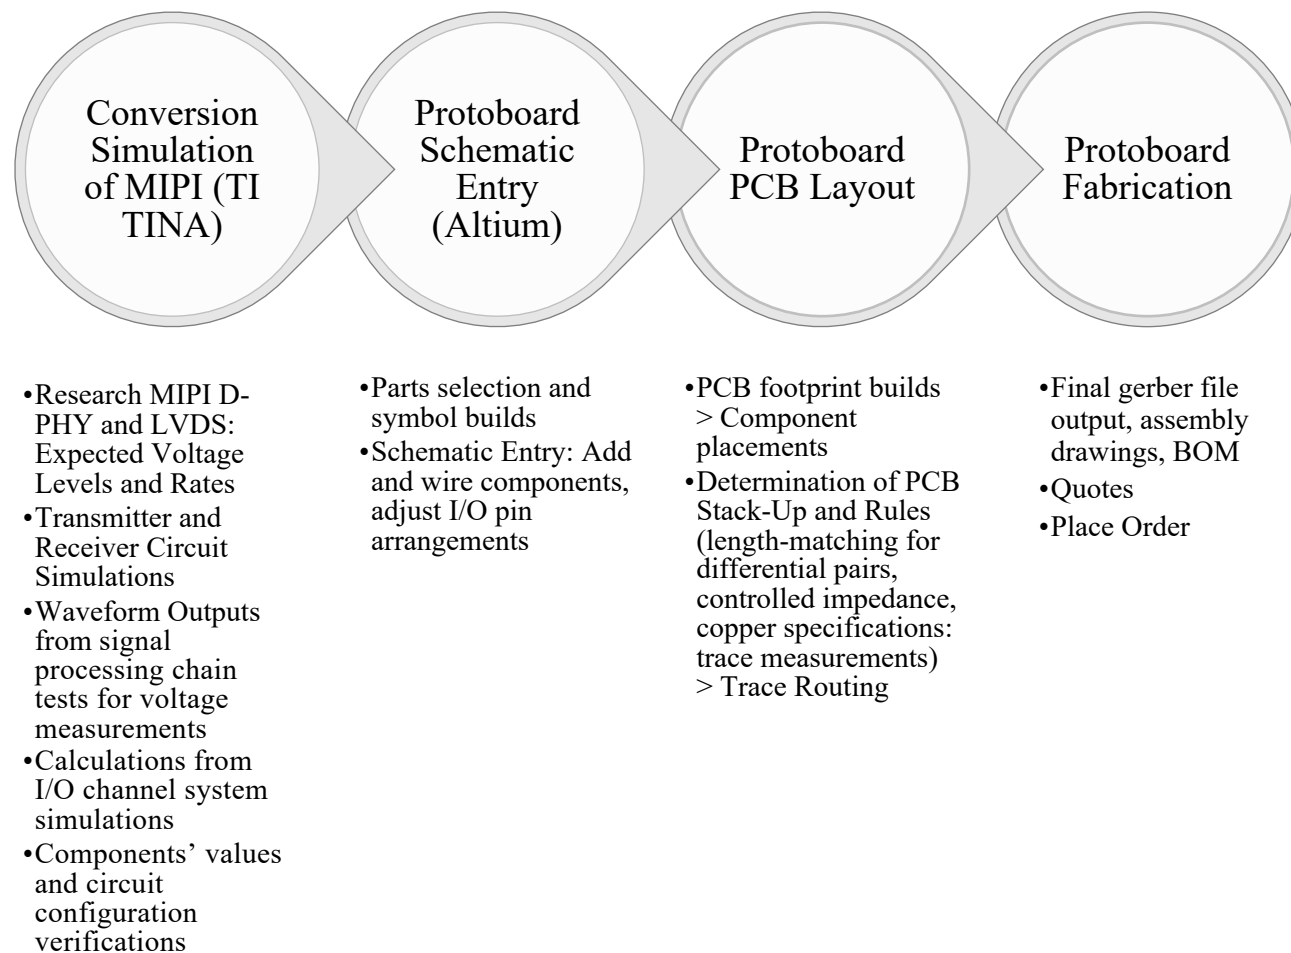 Conversion
Simulation
of MIPI (TI
TINA)
Protoboard
Schematic
Entry
(Altium)
Protoboard
PCB Layout
Protoboard
Fabrication
•Research MIPI D-
PHY and LVDS:
Expected Voltage
Levels and Rates
•Transmitter and
Receiver Circuit
Simulations
•Waveform Outputs
from signal
processing chain
tests for voltage
measurements
•Calculations from
I/O channel system
simulations
•Components’ values
and circuit
configuration
verifications
•Parts selection and
symbol builds
•Schematic Entry: Add
and wire components,
adjust I/O pin
arrangements
•PCB footprint builds
> Component
placements
•Determination of PCB
Stack-Up and Rules
(length-matching for
differential pairs,
controlled impedance,
copper specifications:
trace measurements)
> Trace Routing
•Final gerber file
output, assembly
drawings, BOM
•Quotes
•Place Order